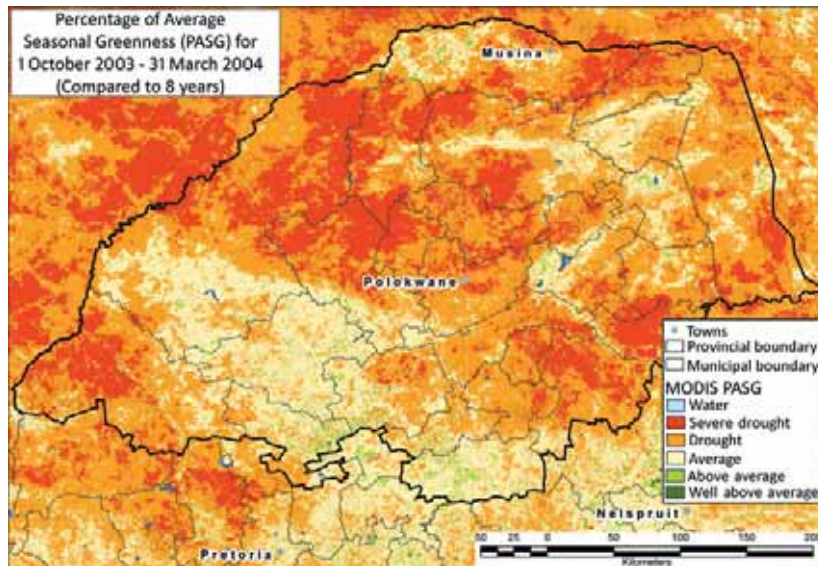 Percentage of Average
Seasonal Greenness (PASG) for
1 October 2003 - 31 March 2004
(Compared to 8 years)
Musina
Polokwane
Towns
Provincial boundary
Municipal boundary
MODIS PASG
Water
Severe drought
Drought
Average
Above average
Well above average
Nelspruit
Pretoria
50 25 0 50 100 150 200
Kilometers